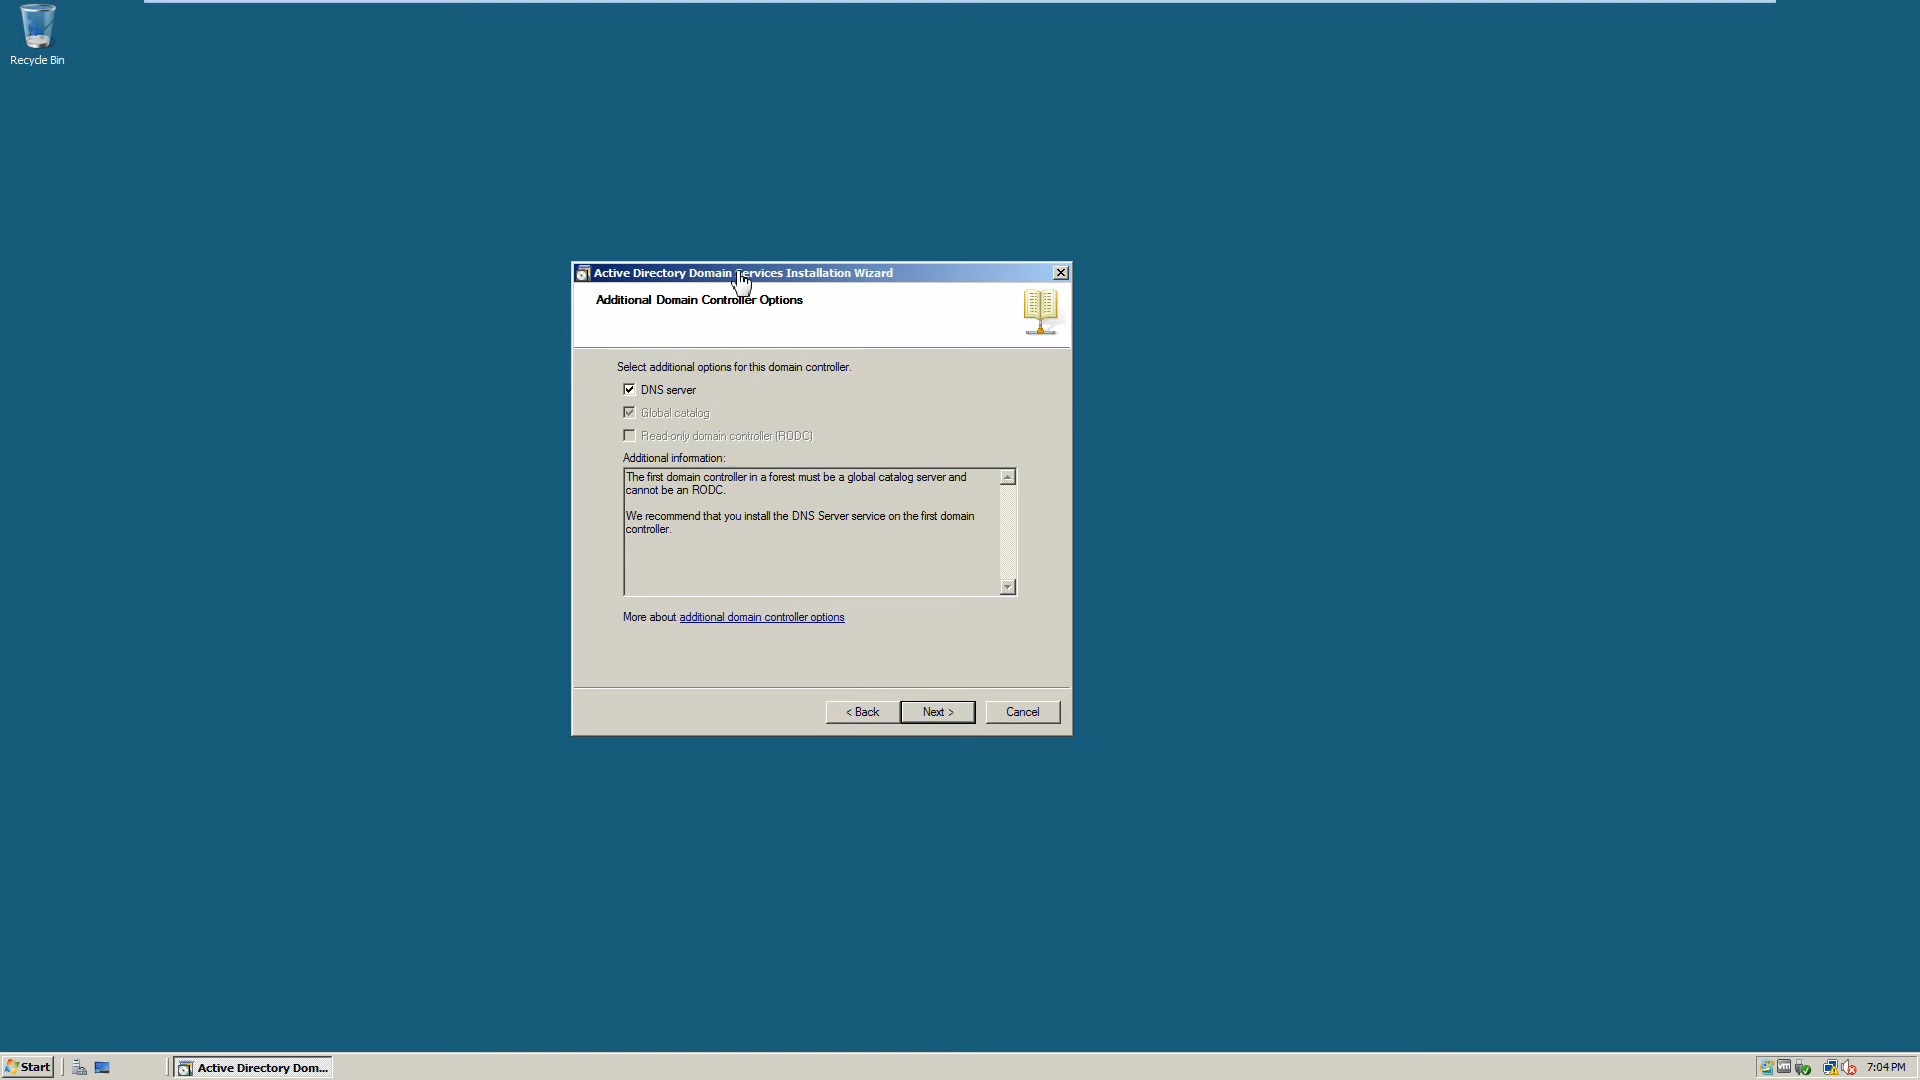 Recycle Bin
Active Directory Domain Services Installation Wizard
Additional Domain Controller Options
Select additional options for this domain controller.
DNS server
Global catalog
Read-only domain controller (RODC)
Additional information:
The first domain controller in a forest must be a global catalog server and
cannot be an RODC.
We recommend that you install the DNS Server service on the first domain
controller.
More about additional domain controller options
< Back
Next >
Cancel
Start
Active Directory Dom...
vm
7:04 PM